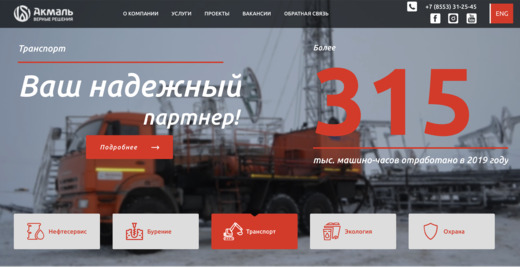 Акмаль
ВЕРНЫЕ РЕШЕНИЯ
О КОМПАНИИ УСЛУГИ ПРОЕКТЫ ВАКАНСИИ ОБРАТНАЯ СВЯЗЬ
+7 (8553) 31-25-45
ENG
Транспорт
Ваш надежный
партнер!
Подробнее
Более
315
тыс. машино-часов отработано в 2019 году
Нефтесервис
Бурение
Транспорт
Экология
Охрана